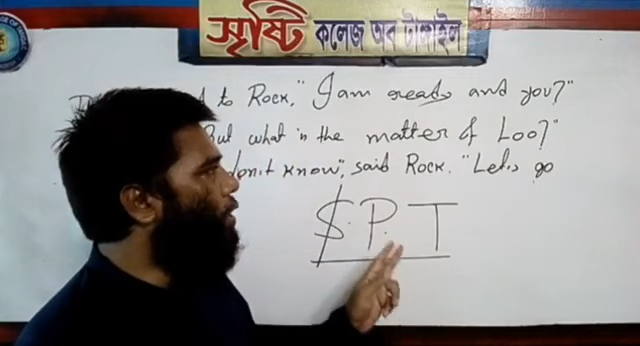 সৃষ্টি কলেজ অব টাঙ্গাইল
to Rock, "I am ready and you?"
But what is the matter of Loo?"
don't know", said Rock. "Let's go
S. P. T